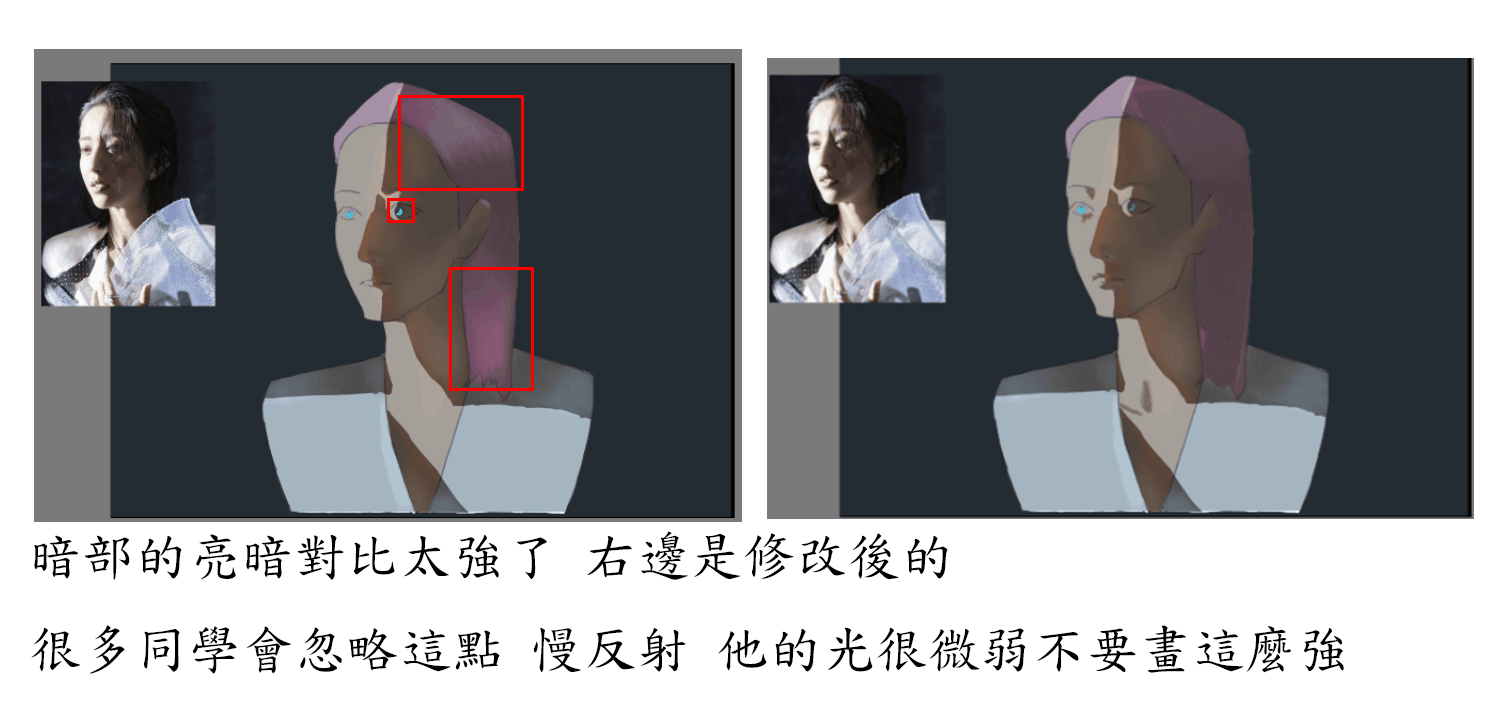 暗部的亮暗對比太強了 右邊是修改後的
很多同學會忽略這點 慢反射 他的光很微弱不要畫這麼強